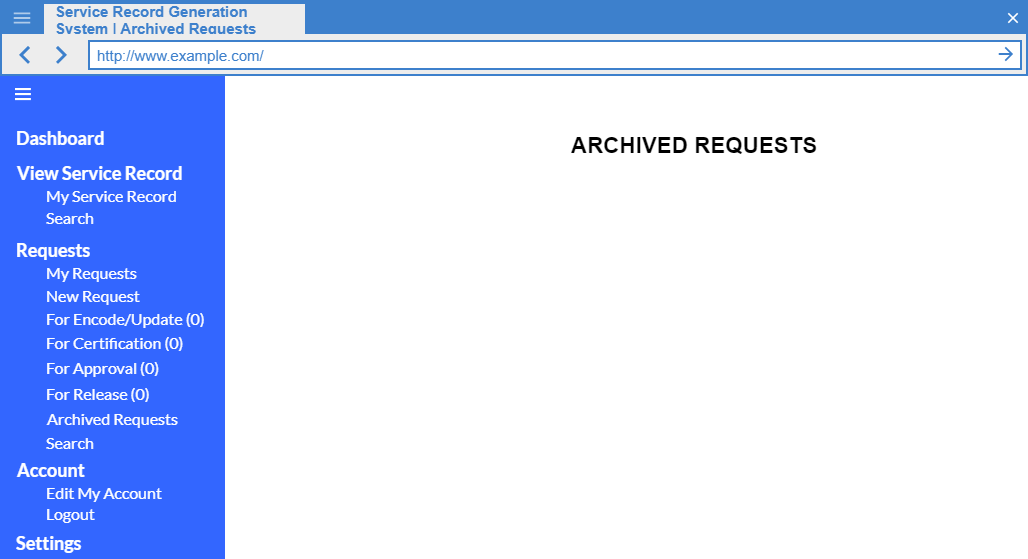 Service Record Generation
System | Archived Requests
http://www.example.com/
Dashboard
View Service Record
My Service Record
Search
Requests
My Requests
New Request
For Encode/Update (0)
For Certification (0)
For Approval (0)
For Release (0)
Archived Requests
Search
Account
Edit My Account
Logout
Settings
ARCHIVED REQUESTS